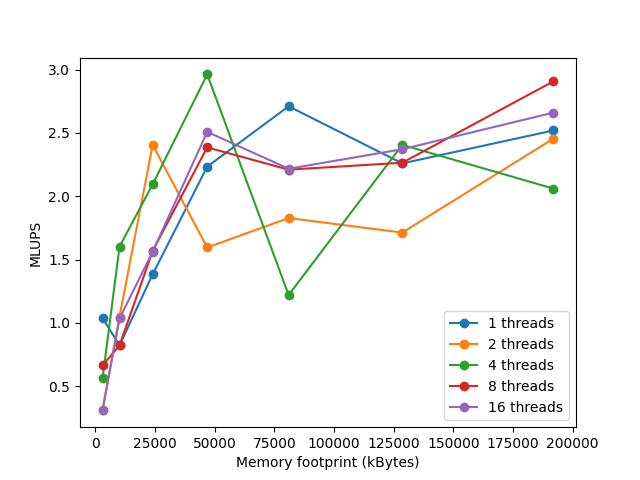 3.0
2.5
2.0
1.5
1.0
0.5
MLUPS
1 threads
2 threads
4 threads
8 threads
16 threads
0 25000 50000 75000 100000 125000 150000 175000 200000
Memory footprint (kBytes)